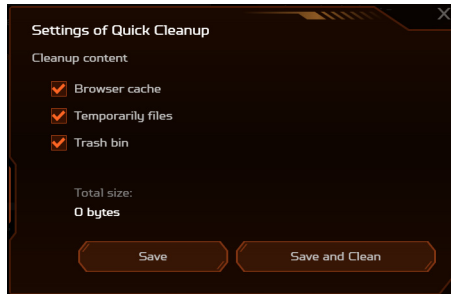 Settings of Quick Cleanup
Cleanup content
Browser cache
Temporarily files
Trash bin
Total size:
0 bytes
Save
Save and Clean